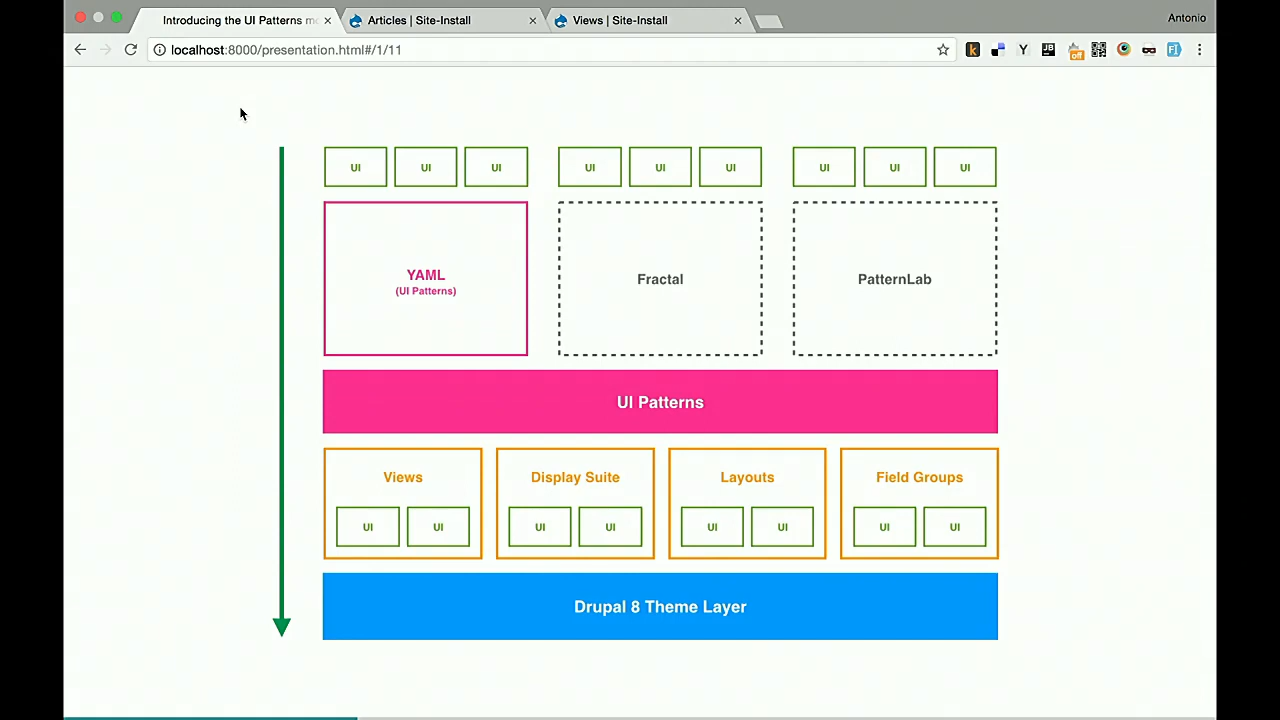 Introducing the UI Patterns mo
Articles | Site-Install
Views | Site-Install
Antonio
localhost:8000/presentation.html#/1/11
UI UI UI UI UI UI UI UI UI
YAML
(UI Patterns)
Fractal
PatternLab
UI Patterns
Views Display Suite Layouts Field Groups
UI UI UI UI UI UI UI UI
Drupal 8 Theme Layer